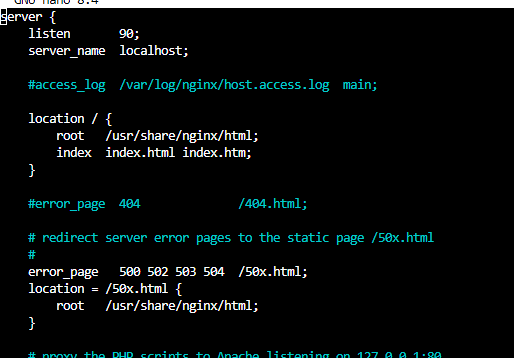 GNU nano 8.4
server {
    listen       90;
    server_name  localhost;
    #access_log  /var/log/nginx/host.access.log  main;
    location / {
        root   /usr/share/nginx/html;
        index  index.html index.htm;
    }
    #error_page  404              /404.html;
    # redirect server error pages to the static page /50x.html
    #
    error_page   500 502 503 504  /50x.html;
    location = /50x.html {
        root   /usr/share/nginx/html;
    }
    # proxy the PHP scripts to Apache listening on 127.0.0.1:80